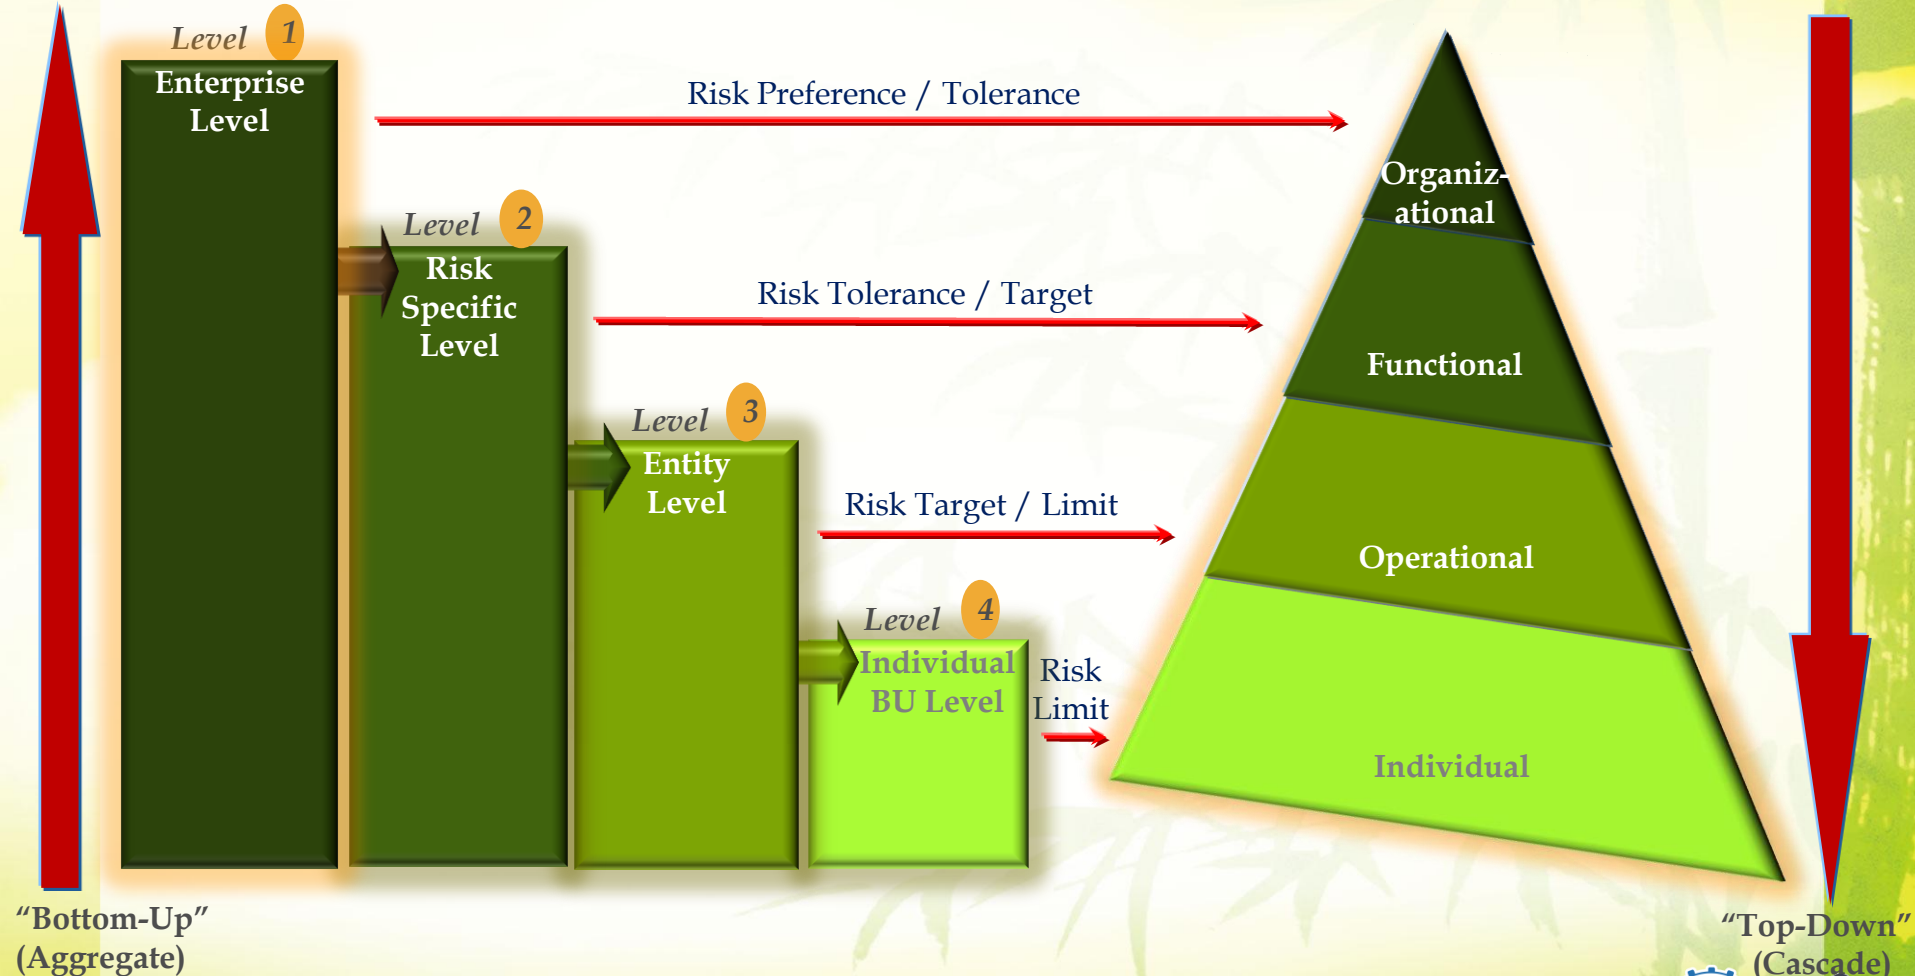 Level 1
Enterprise
Level
Risk Preference / Tolerance
Organiz-
ational
Level 2
Risk
Specific
Level
Risk Tolerance / Target
Functional
Level 3
Entity
Level
Risk Target / Limit
Operational
Level 4
Individual
BU Level
Risk
Limit
Individual
“Bottom-Up”
(Aggregate)
“Top-Down”
(Cascade)